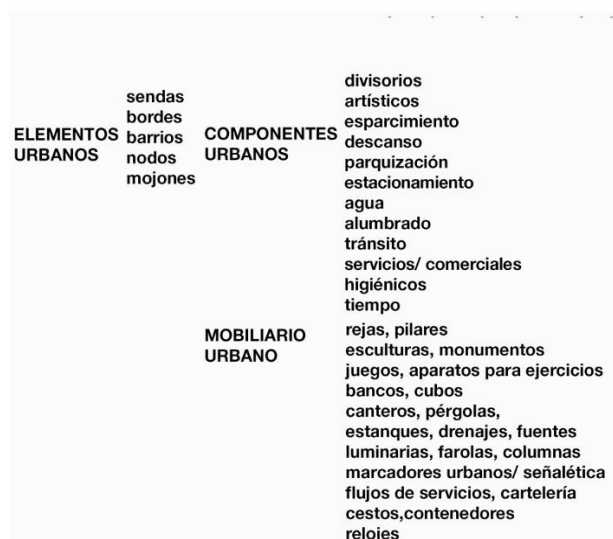 ELEMENTOS
URBANOS
sendas
bordes
barrios
nodos
mojones
COMPONENTES
URBANOS
divisorios
artísticos
esparcimiento
descanso
parquización
estacionamiento
agua
alumbrado
tránsito
servicios/ comerciales
higiénicos
tiempo
MOBILIARIO
URBANO
rejas, pilares
esculturas, monumentos
juegos, aparatos para ejercicios
bancos, cubos
canteros, pérgolas,
estanques, drenajes, fuentes
luminarias, farolas, columnas
marcadores urbanos/ señalética
flujos de servicios, cartelería
cestos,contenedores
relojes